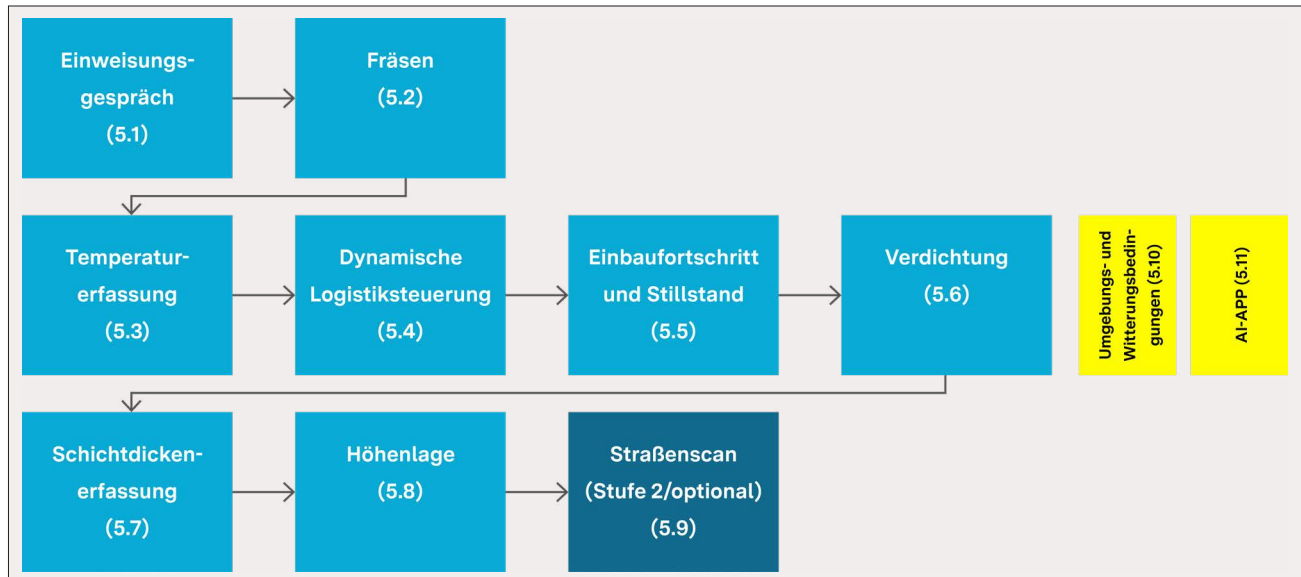 Einweisungs-
gespräch
(5.1)
Fräsen
(5.2)
Temperatur-
erfassung
(5.3)
Dynamische
Logistiksteuerung
(5.4)
Einbaufortschritt
und Stillstand
(5.5)
Verdichtung
(5.6)
Umgebungs- und
Witterungsbedin-
gungen (5.10)
AI-APP (5.11)
Schichtdicken-
erfassung
(5.7)
Höhenlage
(5.8)
Straßenscan
(Stufe 2/optional)
(5.9)